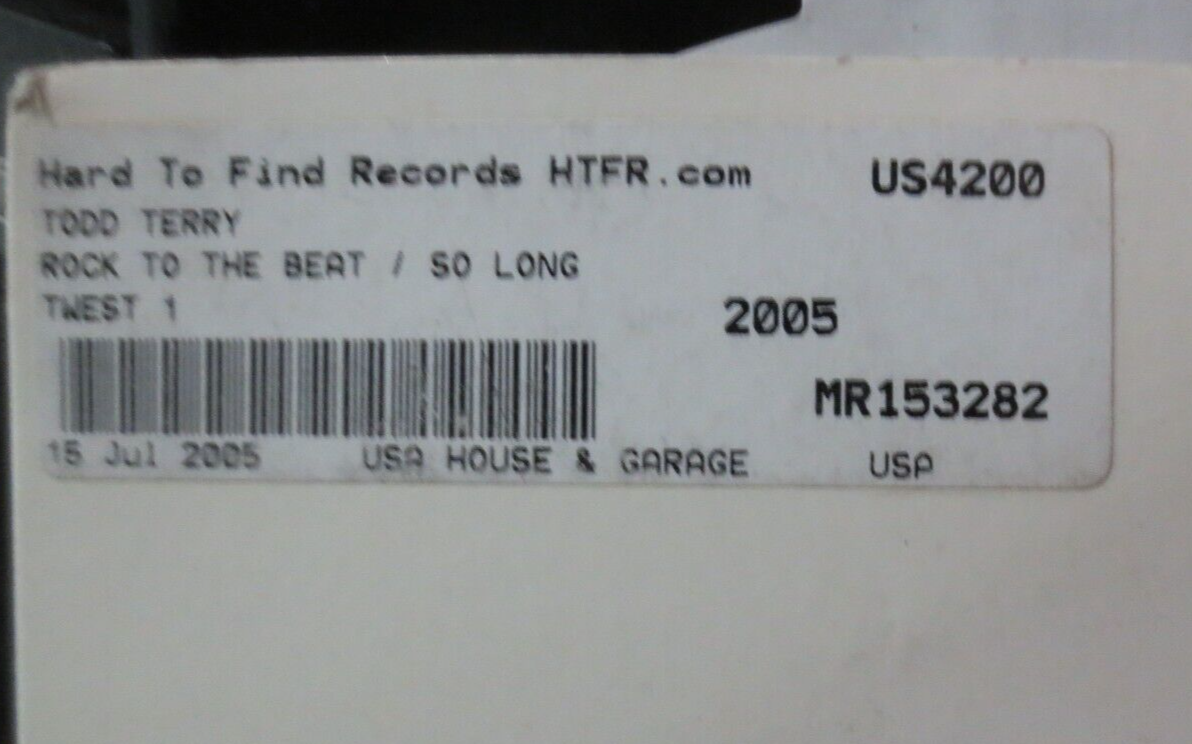 Hard To Find Records HTFR.com US4200
TODD TERRY
ROCK TO THE BEAT / SO LONG
TWEST 1
2005
MR153282
15 Jul 2005 USA HOUSE & GARAGE USP